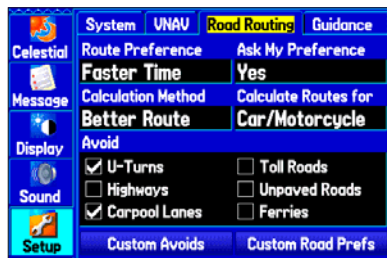 System VNAV Road Routing Guidance
Celestial
Message
Display
Sound
Setup
Route Preference Ask My Preference
Faster Time Yes
Calculation Method Calculate Routes for
Better Route Car/Motorcycle
Avoid
U-Turns Toll Roads
Highways Unpaved Roads
Carpool Lanes Ferries
Custom Avoids Custom Road Prefs